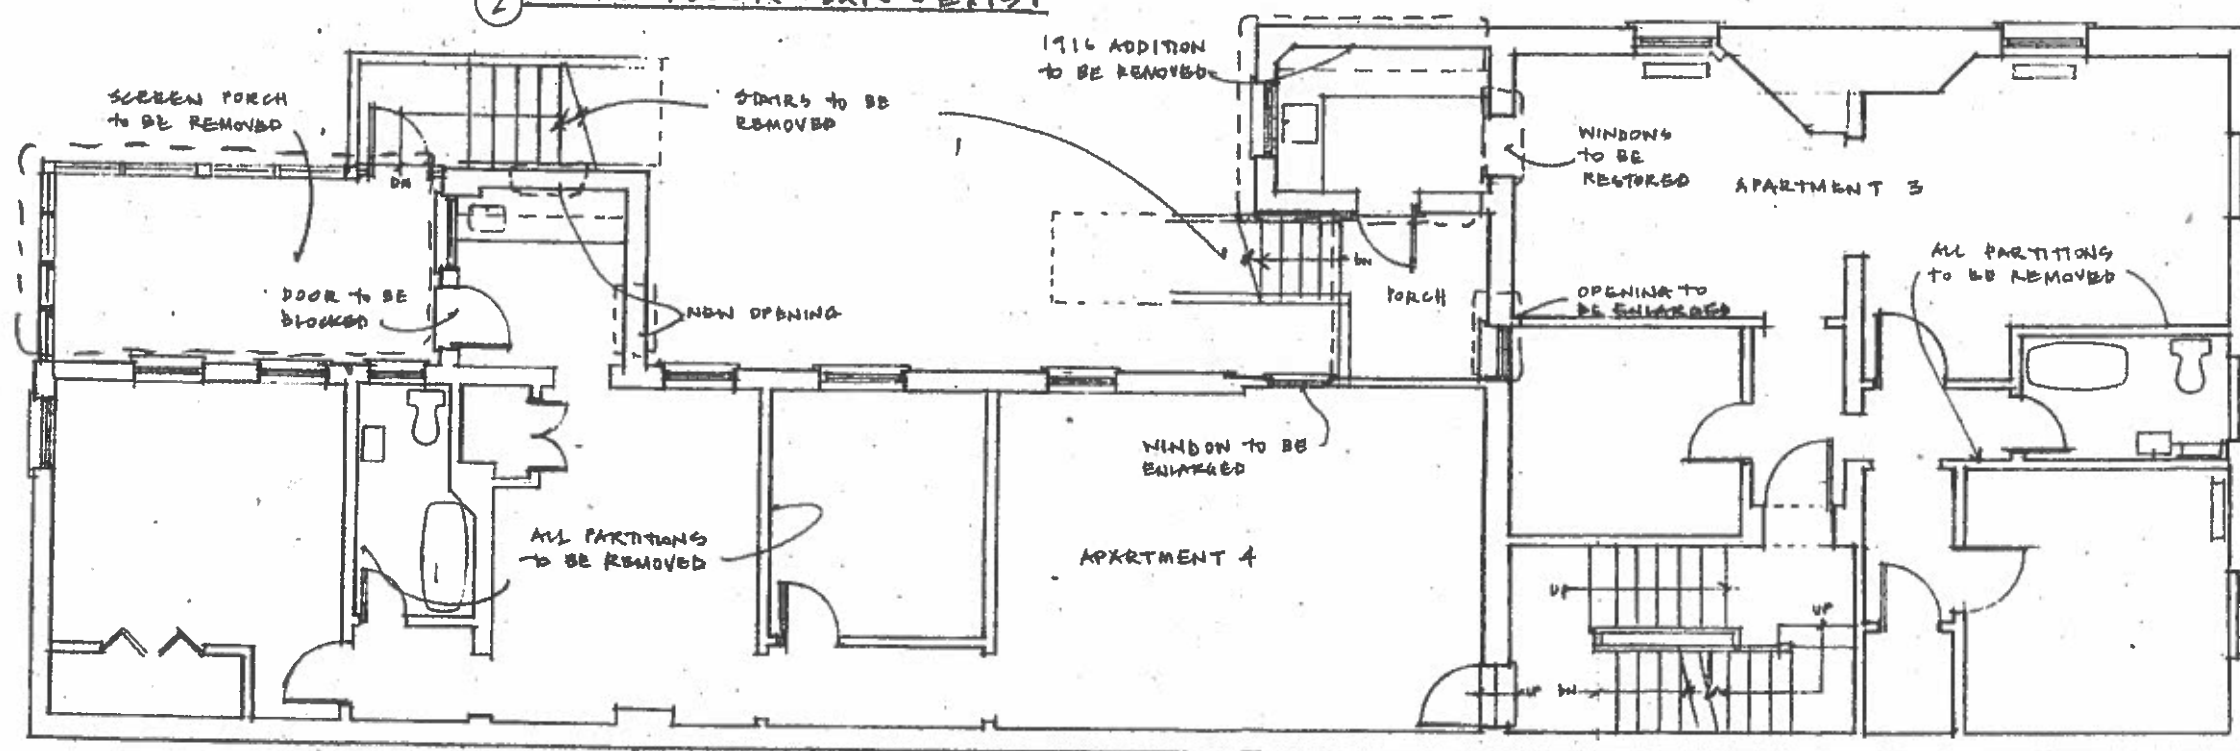 2
1916 ADDITION
TO BE REMOVED
SCREEN PORCH
TO BE REMOVED
STAIRS TO BE
REMOVED
WINDOWS
TO BE
RESTORED
APARTMENT 3
DN
ALL PARTITIONS
TO BE REMOVED
DN
DOOR TO BE
BLOCKED
NEW OPENING
PORCH
OPENING TO
BE ENLARGED
WINDOW TO BE
ENLARGED
ALL PARTITIONS
TO BE REMOVED
APARTMENT 4
UP
UP
UP
DN